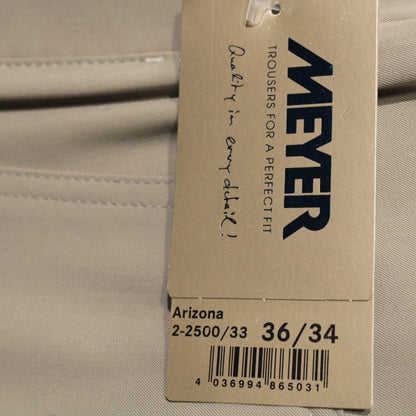 MEYER
TROUSERS FOR A PERFECT FIT
Quality in every detail!
Arizona
2-2500/33 36/34
4 036994 865031